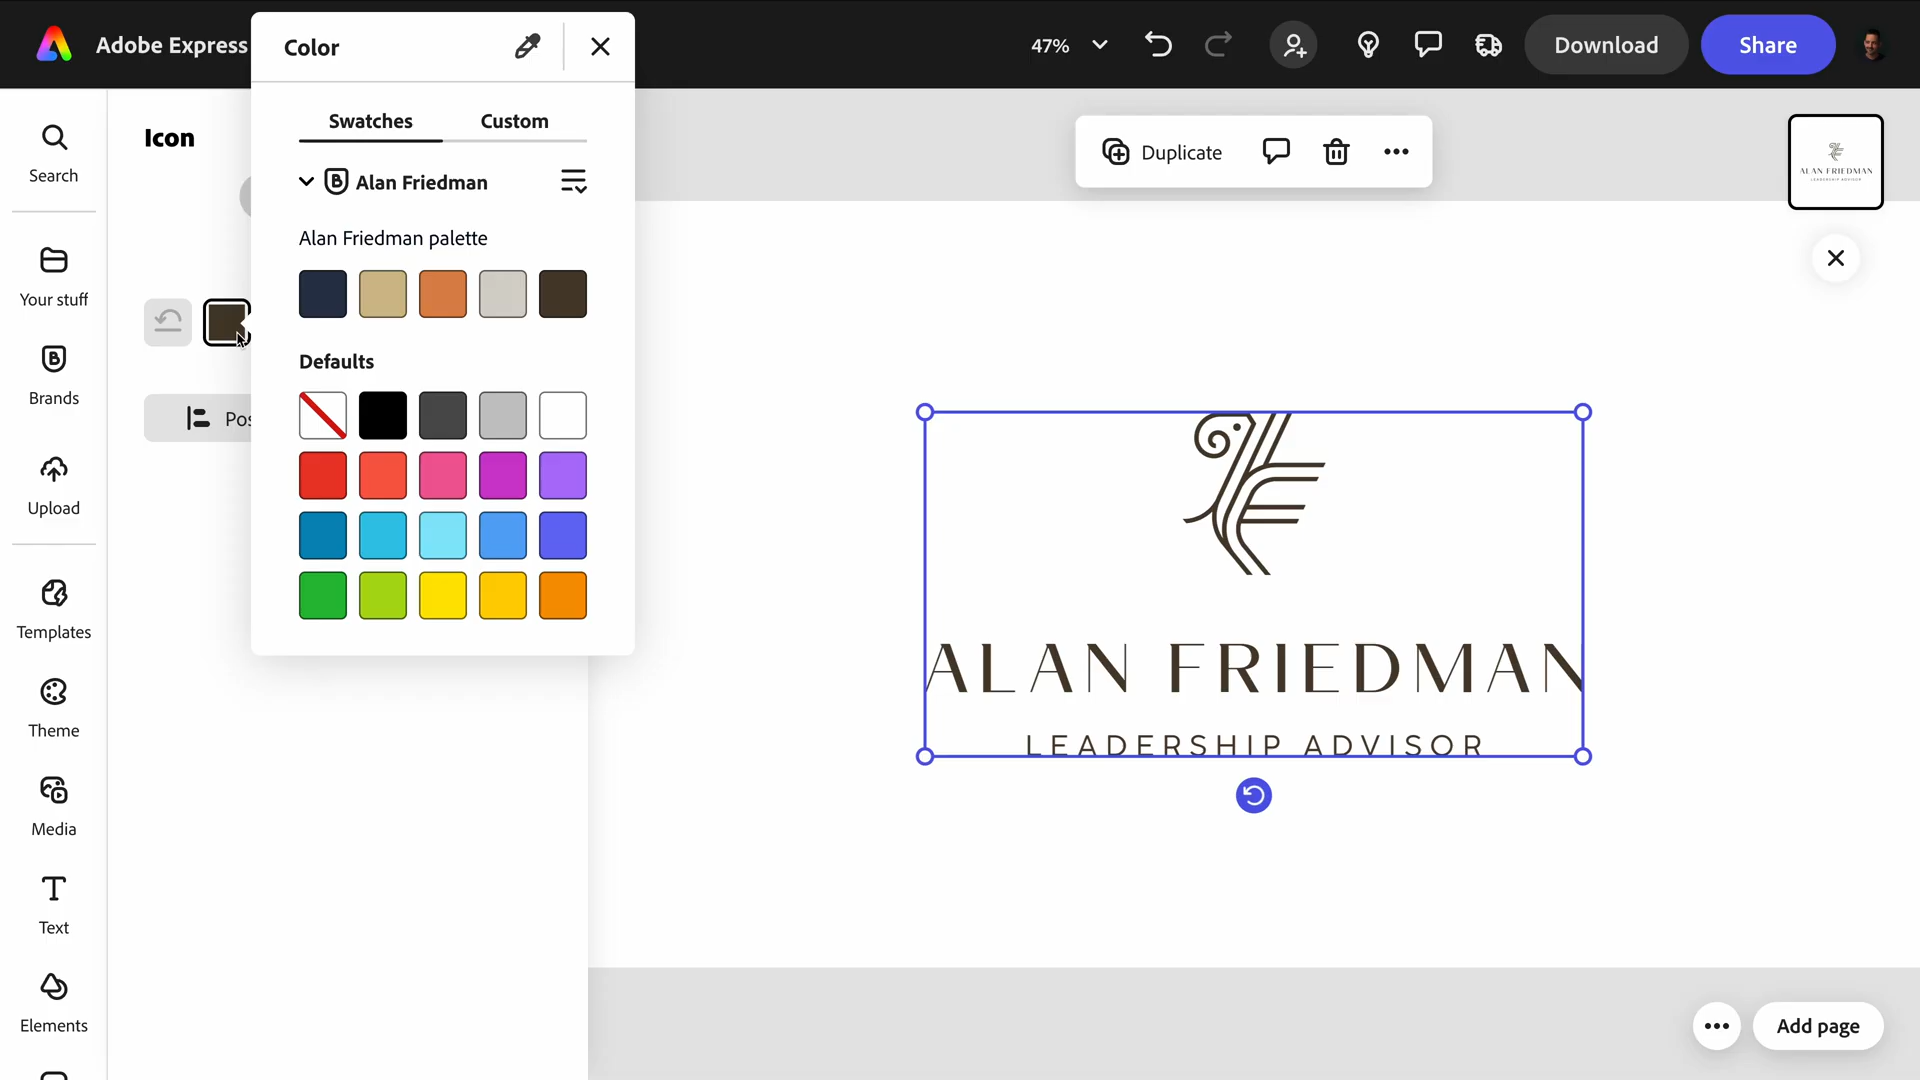 Adobe Express
Color
47%
Download
Share
Search
Your stuff
Brands
Upload
Templates
Theme
Media
Text
Elements
Icon
Pos
Swatches
Custom
B
Alan Friedman
Alan Friedman palette
Defaults
Duplicate
ALAN FRIEDMAN
LEADERSHIP ADVISOR
ALAN FRIEDMAN
LEADERSHIP ADVISOR
Add page